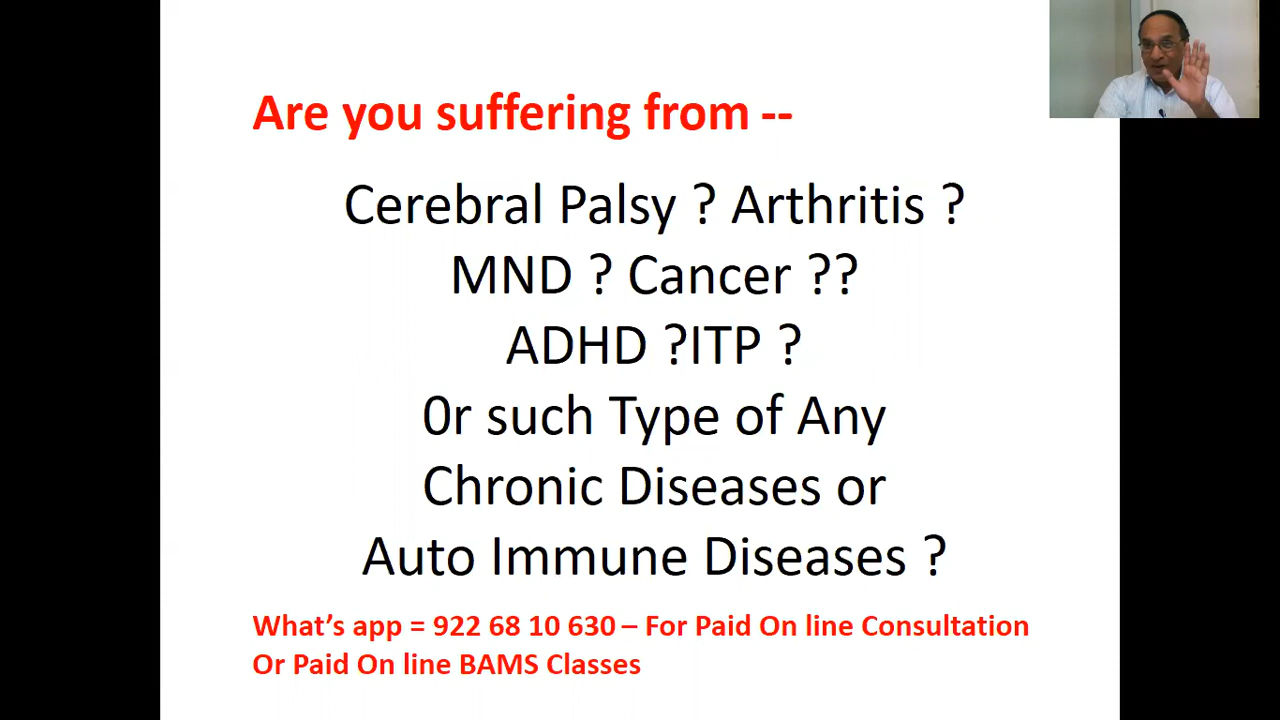 Are you suffering from --
Cerebral Palsy ? Arthritis ?
MND ? Cancer ??
ADHD ?ITP ?
0r such Type of Any
Chronic Diseases or
Auto Immune Diseases ?
What’s app = 922 68 10 630 – For Paid On line Consultation
Or Paid On line BAMS Classes